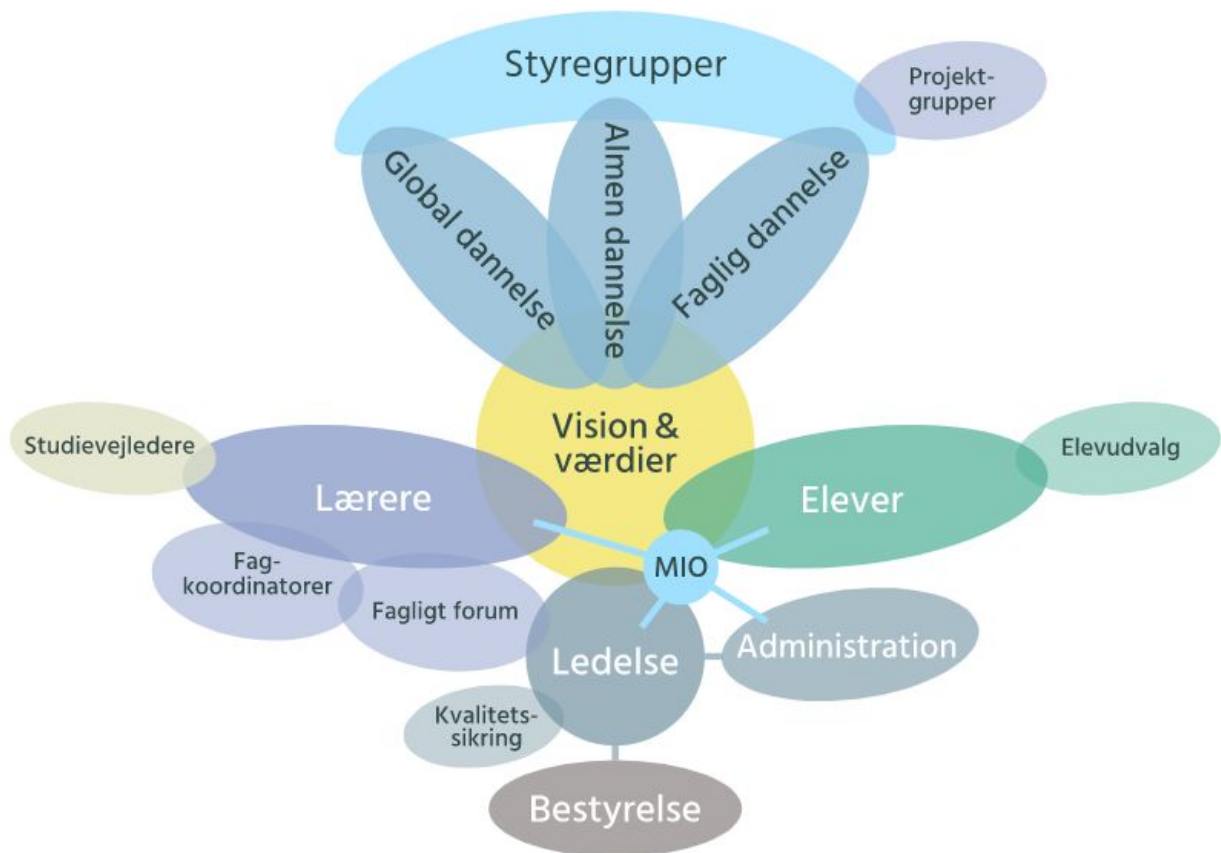 Styregrupper
Projekt-
grupper
Global dannelse
Almen dannelse
Faglig dannelse
Vision &
værdier
Studievejledere
Lærere
Elever
Elevudvalg
Fag-
koordinatorer
Fagligt forum
MIO
Ledelse
Administration
Kvalitets-
sikring
Bestyrelse